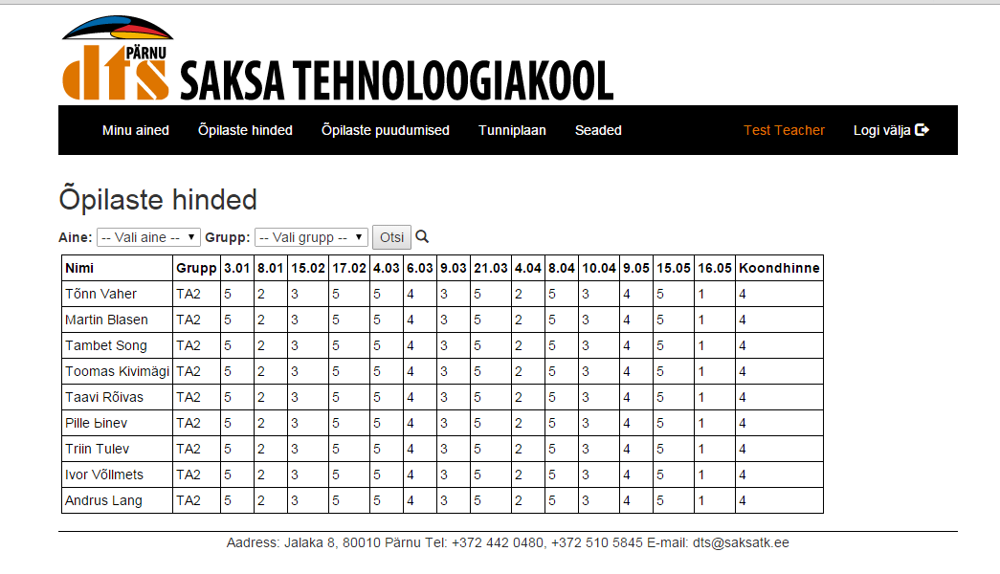 PÄRNU
dts SAKSA TEHNOLOOGIAKOOL
Minu ained Õpilaste hinded Õpilaste puudumised Tunniplaan Seaded Test Teacher Logi välja
Õpilaste hinded
Aine: -- Vali aine -- Grupp: -- Vali grupp -- Otsi
Nimi Grupp 3.01 8.01 15.02 17.02 4.03 6.03 9.03 21.03 4.04 8.04 10.04 9.05 15.05 16.05 Koondhinne
Tõnn Vaher TA2 5 2 3 5 5 4 3 5 2 5 3 4 5 1 4
Martin Blasen TA2 5 2 3 5 5 4 3 5 2 5 3 4 5 1 4
Tambet Song TA2 5 2 3 5 5 4 3 5 2 5 3 4 5 1 4
Toomas Kivimägi TA2 5 2 3 5 5 4 3 5 2 5 3 4 5 1 4
Taavi Rõivas TA2 5 2 3 5 5 4 3 5 2 5 3 4 5 1 4
Pille Ьinev TA2 5 2 3 5 5 4 3 5 2 5 3 4 5 1 4
Triin Tulev TA2 5 2 3 5 5 4 3 5 2 5 3 4 5 1 4
Ivor Võllmets TA2 5 2 3 5 5 4 3 5 2 5 3 4 5 1 4
Andrus Lang TA2 5 2 3 5 5 4 3 5 2 5 3 4 5 1 4
Aadress: Jalaka 8, 80010 Pärnu Tel: +372 442 0480, +372 510 5845 E-mail: dts@saksatk.ee